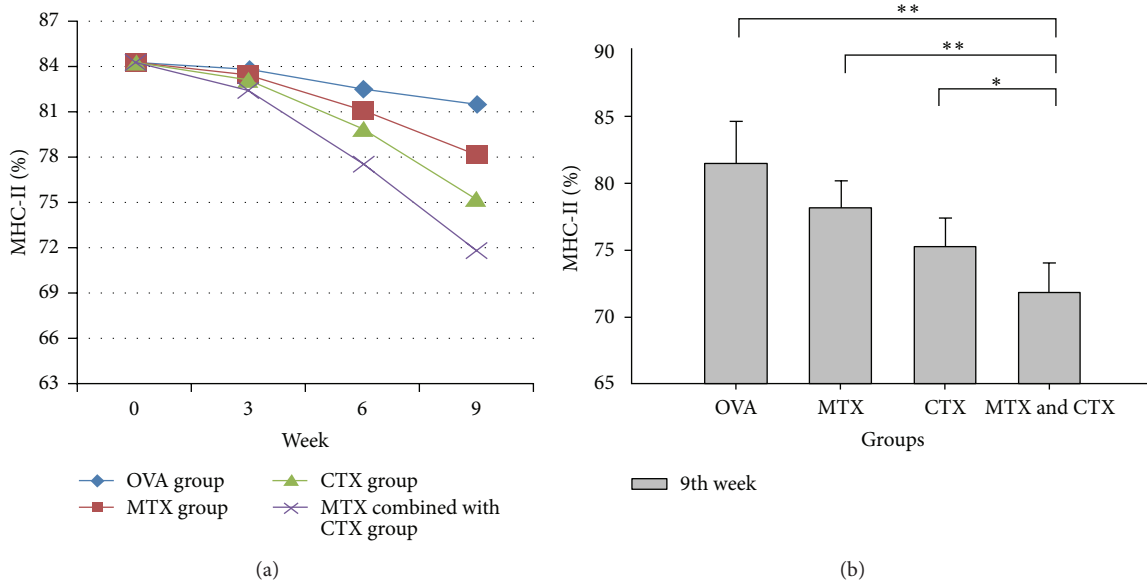 87
84
81
78
75
72
69
66
63
MHC-II (%)
0 3 6 9
Week
OVA group
MTX group
CTX group
MTX combined with
CTX group
(a)
**
**
*
90
85
80
75
70
65
MHC-II (%)
OVA MTX CTX MTX and CTX
Groups
9th week
(b)